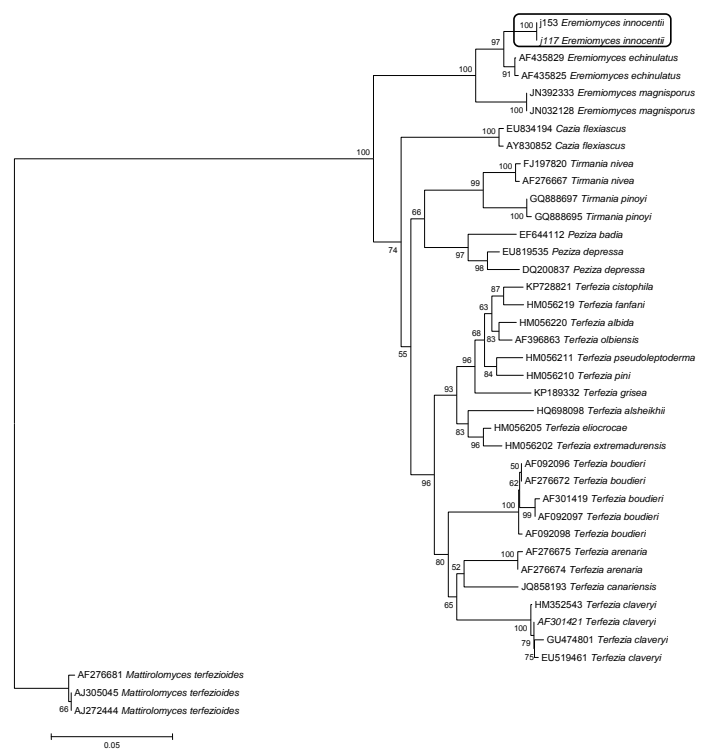 100
j153 Eremiomyces innocentii
j117 Eremiomyces innocentii
97
AF435829 Eremiomyces echinulatus
91
AF435825 Eremiomyces echinulatus
100
JN392333 Eremiomyces magnisporus
100
JN032128 Eremiomyces magnisporus
100
EU834194 Cazia flexiascus
AY830852 Cazia flexiascus
100
100
FJ197820 Tirmania nivea
AF276667 Tirmania nivea
99
GQ888697 Tirmania pinoyi
100
GQ888695 Tirmania pinoyi
66
EF644112 Peziza badia
74
97
EU819535 Peziza depressa
98
DQ200837 Peziza depressa
87
KP728821 Terfezia cistophila
63
HM056219 Terfezia fanfani
HM056220 Terfezia albida
68
83
AF396863 Terfezia olbiensis
55
96
HM056211 Terfezia pseudoleptoderma
84
HM056210 Terfezia pini
93
KP189332 Terfezia grisea
HQ698098 Terfezia alsheikhii
83
HM056205 Terfezia eliocrocae
96
HM056202 Terfezia extremadurensis
50
AF092096 Terfezia boudieri
62
AF276672 Terfezia boudieri
96
AF301419 Terfezia boudieri
100
99
AF092097 Terfezia boudieri
AF092098 Terfezia boudieri
100
AF276675 Terfezia arenaria
80
52
AF276674 Terfezia arenaria
JQ858193 Terfezia canariensis
65
HM352543 Terfezia claveryi
100
AF301421 Terfezia claveryi
79
GU474801 Terfezia claveryi
75
EU519461 Terfezia claveryi
AF276681 Mattirolomyces terfezioides
AJ305045 Mattirolomyces terfezioides
66
AJ272444 Mattirolomyces terfezioides
0.05